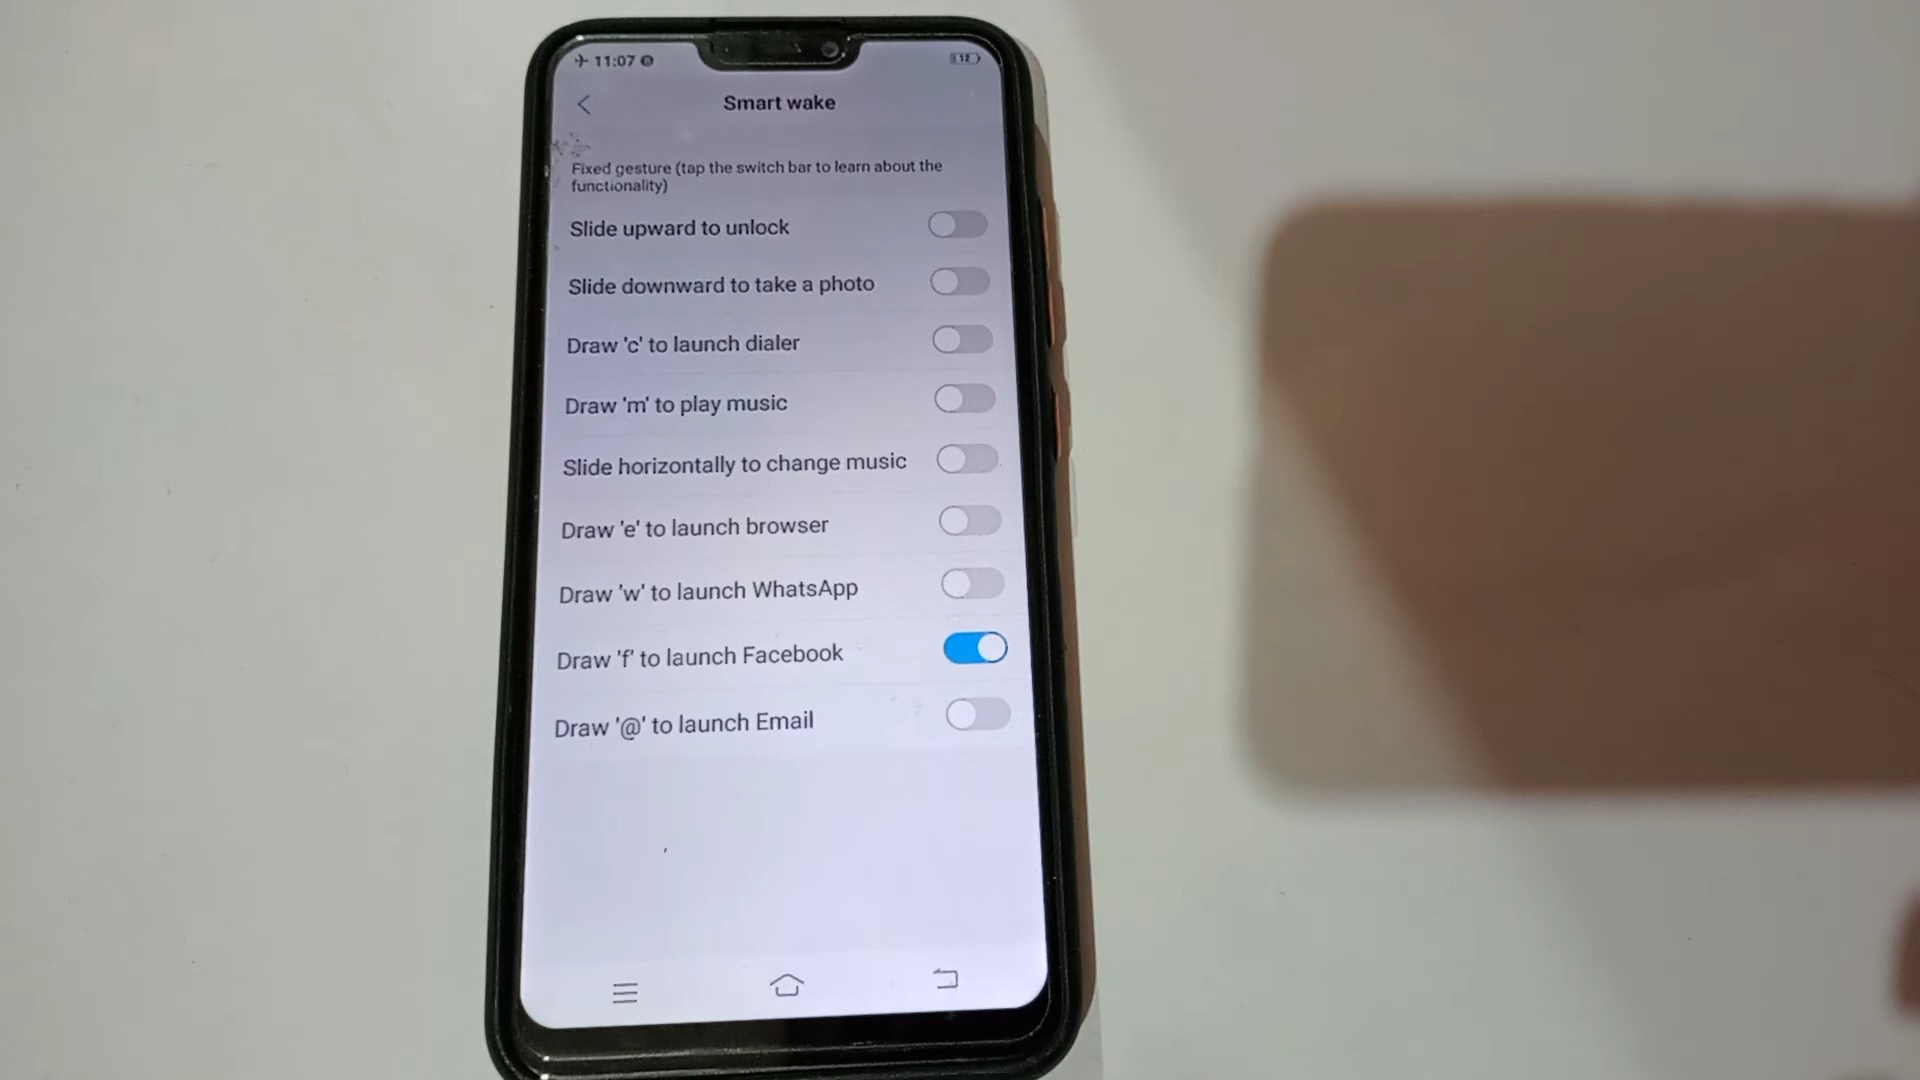 11:07
12
Smart wake
Fixed gesture (tap the switch bar to learn about the
functionality)
Slide upward to unlock
Slide downward to take a photo
Draw 'c' to launch dialer
Draw 'm' to play music
Slide horizontally to change music
Draw 'e' to launch browser
Draw 'w' to launch WhatsApp
Draw 'f' to launch Facebook
Draw '@' to launch Email